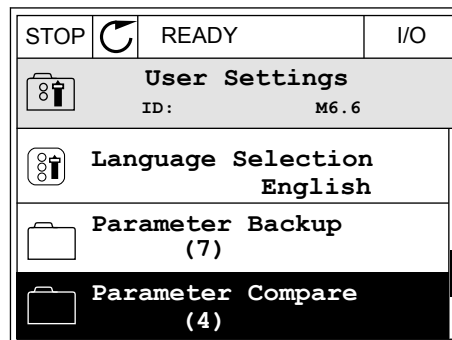 STOP READY I/O
User Settings
ID: M6.6
Language Selection
English
Parameter Backup
(7)
Parameter Compare
(4)